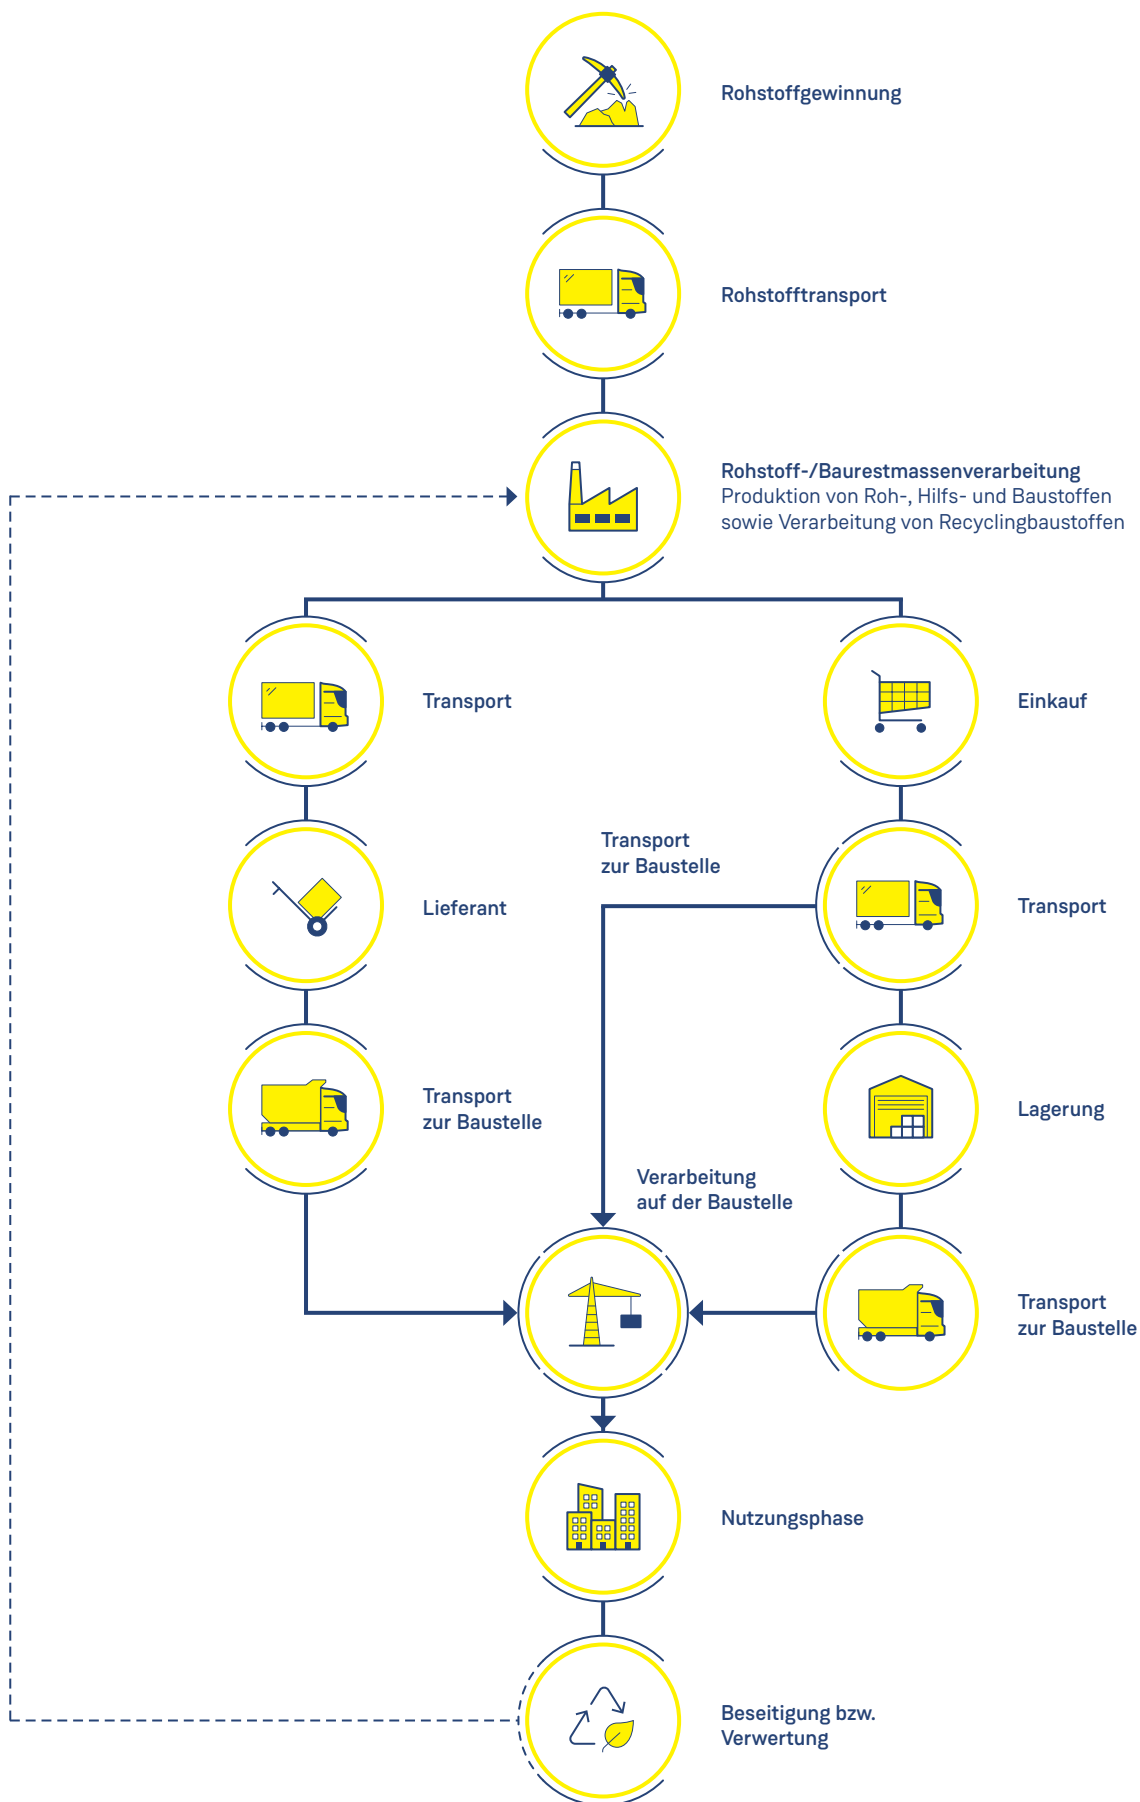 Rohstoffgewinnung
Rohstofftransport
Rohstoff-/Baurestmassenverarbeitung
Produktion von Roh-, Hilfs- und Baustoffen
sowie Verarbeitung von Recyclingbaustoffen
Transport
Einkauf
Transport
zur Baustelle
Lieferant
Transport
Transport
zur Baustelle
Lagerung
Verarbeitung
auf der Baustelle
Transport
zur Baustelle
Nutzungsphase
Beseitigung bzw.
Verwertung